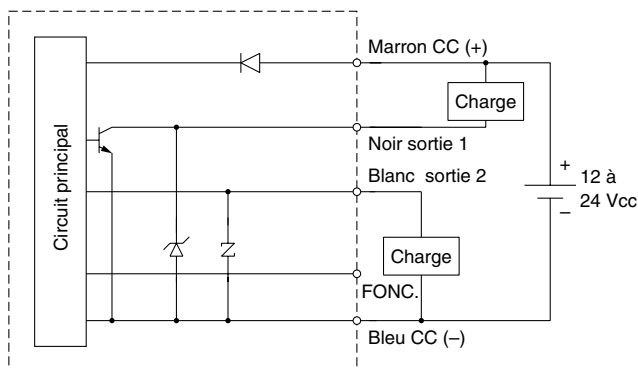 Marron CC (+)
Charge
Noir sortie 1
Blanc sortie 2
Circuit principal
+
12 à
24 Vcc
–
Charge
FONC.
Bleu CC (–)